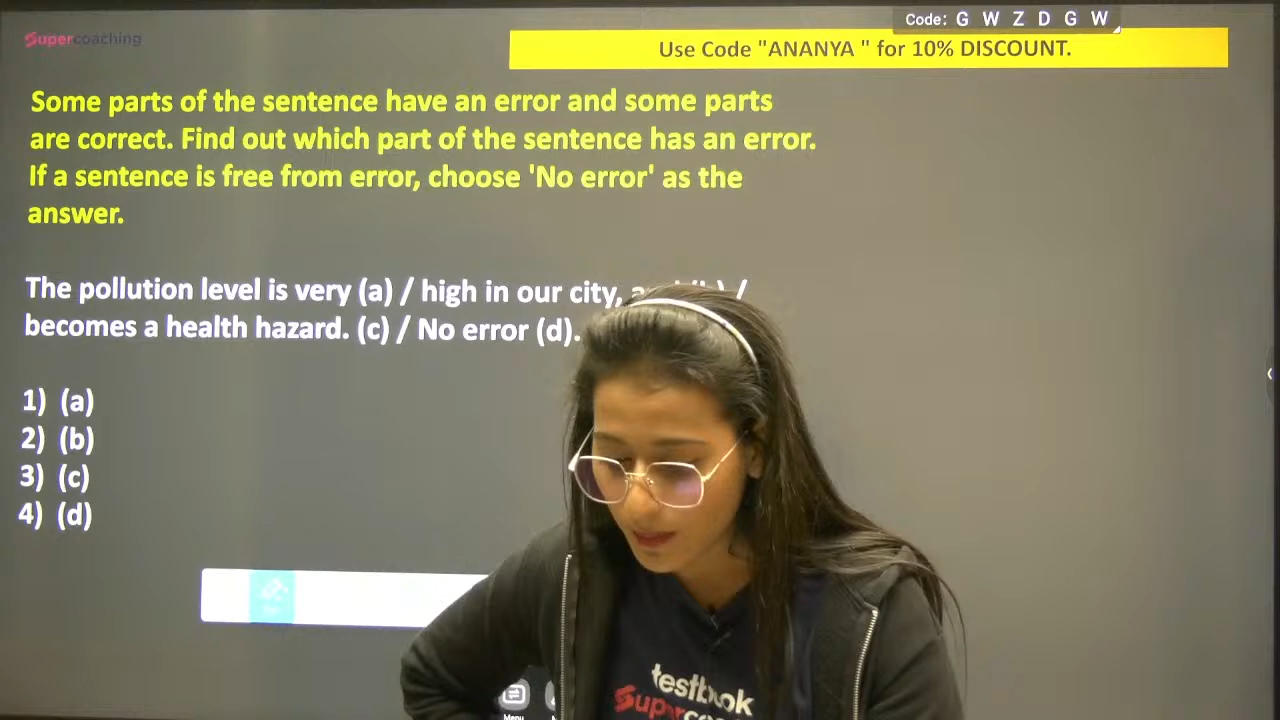 Code: G W Z D G W
Supercoaching
Use Code "ANANYA " for 10% DISCOUNT.
Some parts of the sentence have an error and some parts
are correct. Find out which part of the sentence has an error.
If a sentence is free from error, choose 'No error' as the
answer.
The pollution level is very (a) / high in our city, /
becomes a health hazard. (c) / No error (d).
1) (a)
2) (b)
3) (c)
4) (d)
Menu
testbook